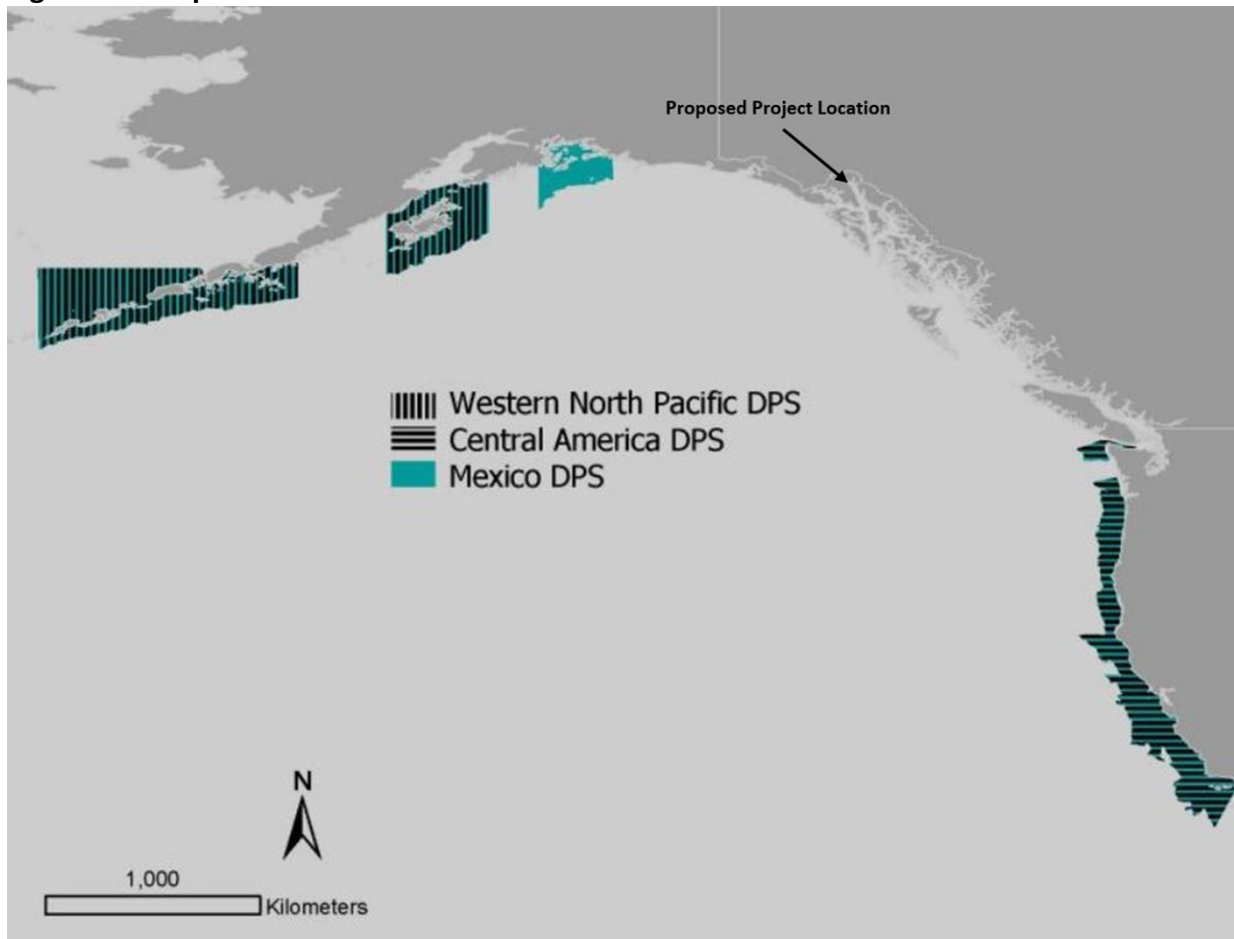 Proposed Project Location
Western North Pacific DPS
Central America DPS
Mexico DPS
N
1,000
Kilometers